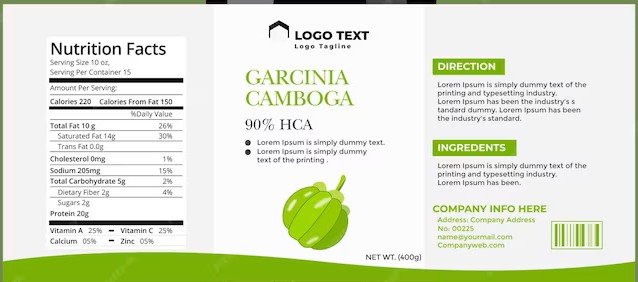 Nutrition Facts
Serving Size 10 oz,
Serving Per Container 15
Amount Per Serving:
Calories 220 Calories From Fat 150
%Daily Value
Total Fat 10 g 26%
Saturated Fat 14g 30%
Trans Fat 0.0g
Cholesterol 0mg 1%
Sodium 205mg 15%
Total Carbohydrate 5g 2%
Dietary Fiber 2g 4%
Sugars 2g
Protein 20g
Vitamin A 25% – Vitamin C 25%
Calcium 05% – Zinc 05%
LOGO TEXT
Logo Tagline
GARCINIA
CAMBOGA
90% HCA
Lorem Ipsum is simply dummy text.
Lorem Ipsum is simply dummy
text of the printing .
NET WT. (400g)
DIRECTION
Lorem Ipsum is simply dummy text of the
printing and typesetting industry.
Lorem Ipsum has been the industry's s
tandard dummy. Lorem Ipsum has been
the industry's standard.
INGREDIENTS
Lorem Ipsum is simply dummy text of the
printing and typesetting industry.
Lorem Ipsum has been.
COMPANY INFO HERE
Address: Company Address
No: 00225
name@yourmail.com
Companyweb.com